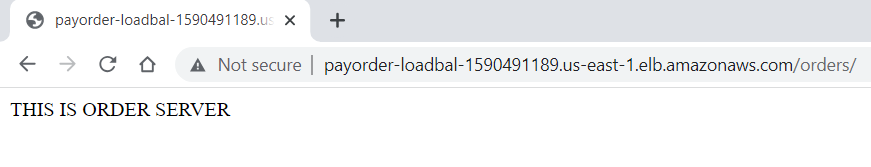 payorder-loadbal-1590491189.us
Not secure | payorder-loadbal-1590491189.us-east-1.elb.amazonaws.com/orders/
THIS IS ORDER SERVER